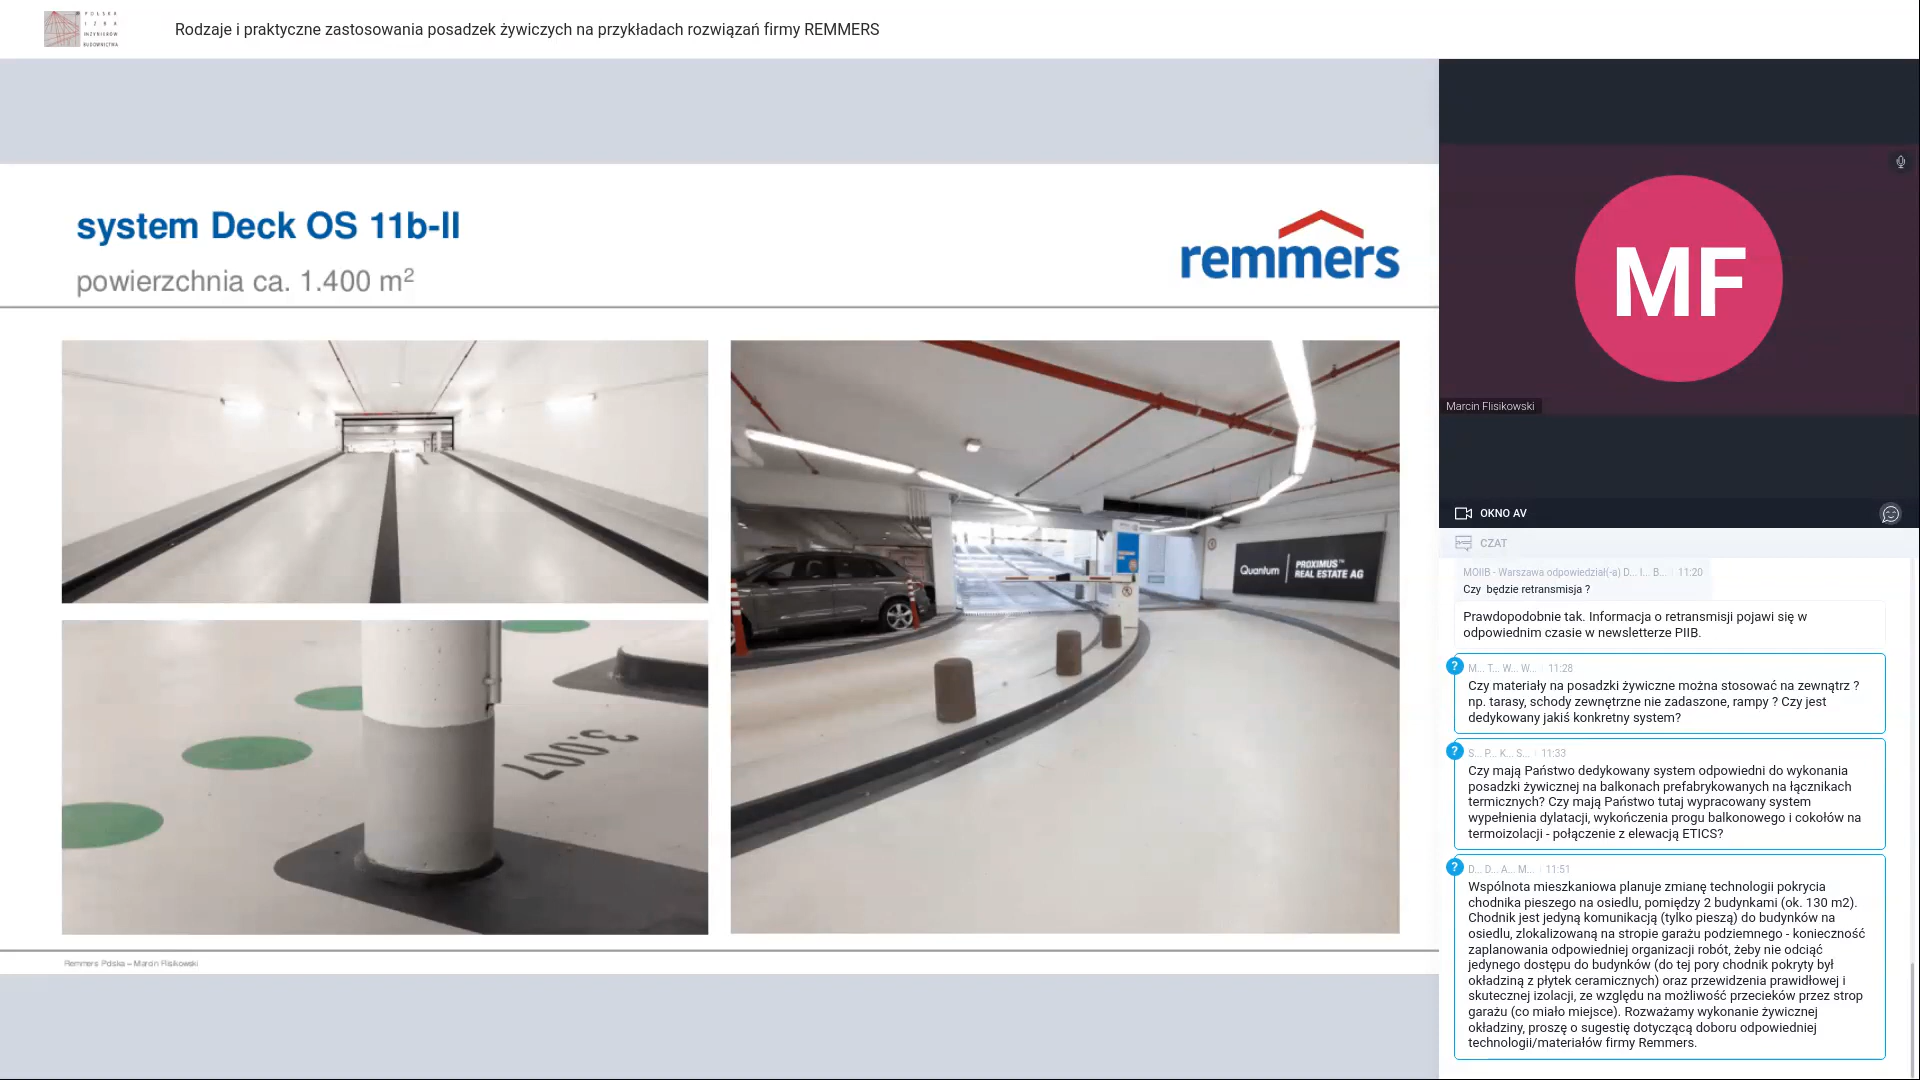 POLSKA
IZBA
INŻYNIERÓW
BUDOWNICTWA
Rodzaje i praktyczne zastosowania posadzek żywiczych na przykładach rozwiązań firmy REMMERS
system Deck OS 11b-II
powierzchnia ca. 1.400 m²
remmers
Quantum
PROXIMUS™
REAL ESTATE AG
3.007
Remmers Polska – Marcin Flisikowski
MF
Marcin Flisikowski
OKNO AV
CZAT
MOIIB - Warszawa odpowiedział(-a) D... I... B... 11:20
Czy będzie retransmisja ?
Prawdopodobnie tak. Informacja o retransmisji pojawi się w
odpowiednim czasie w newsletterze PIIB.
?
M... T... W... W... 11:28
Czy materiały na posadzki żywiczne można stosować na zewnątrz ?
np. tarasy, schody zewnętrzne nie zadaszone, rampy ? Czy jest
dedykowany jakiś konkretny system?
?
S... P... K... S... 11:33
Czy mają Państwo dedykowany system odpowiedni do wykonania
posadzki żywicznej na balkonach prefabrykowanych na łącznikach
termicznych? Czy mają Państwo tutaj wypracowany system
wypełnienia dylatacji, wykończenia progu balkonowego i cokołów na
termoizolacji - połączenie z elewacją ETICS?
?
D... D... A... M... 11:51
Wspólnota mieszkaniowa planuje zmianę technologii pokrycia
chodnika pieszego na osiedlu, pomiędzy 2 budynkami (ok. 130 m2).
Chodnik jest jedyną komunikacją (tylko pieszą) do budynków na
osiedlu, zlokalizowaną na stropie garażu podziemnego - konieczność
zaplanowania odpowiedniej organizacji robót, żeby nie odciąć
jedynego dostępu do budynków (do tej pory chodnik pokryty był
okładziną z płytek ceramicznych) oraz przewidzenia prawidłowej i
skutecznej izolacji, ze względu na możliwość przecieków przez strop
garażu (co miało miejsce). Rozważamy wykonanie żywicznej
okładziny, proszę o sugestię dotyczącą doboru odpowiedniej
technologii/materiałów firmy Remmers.